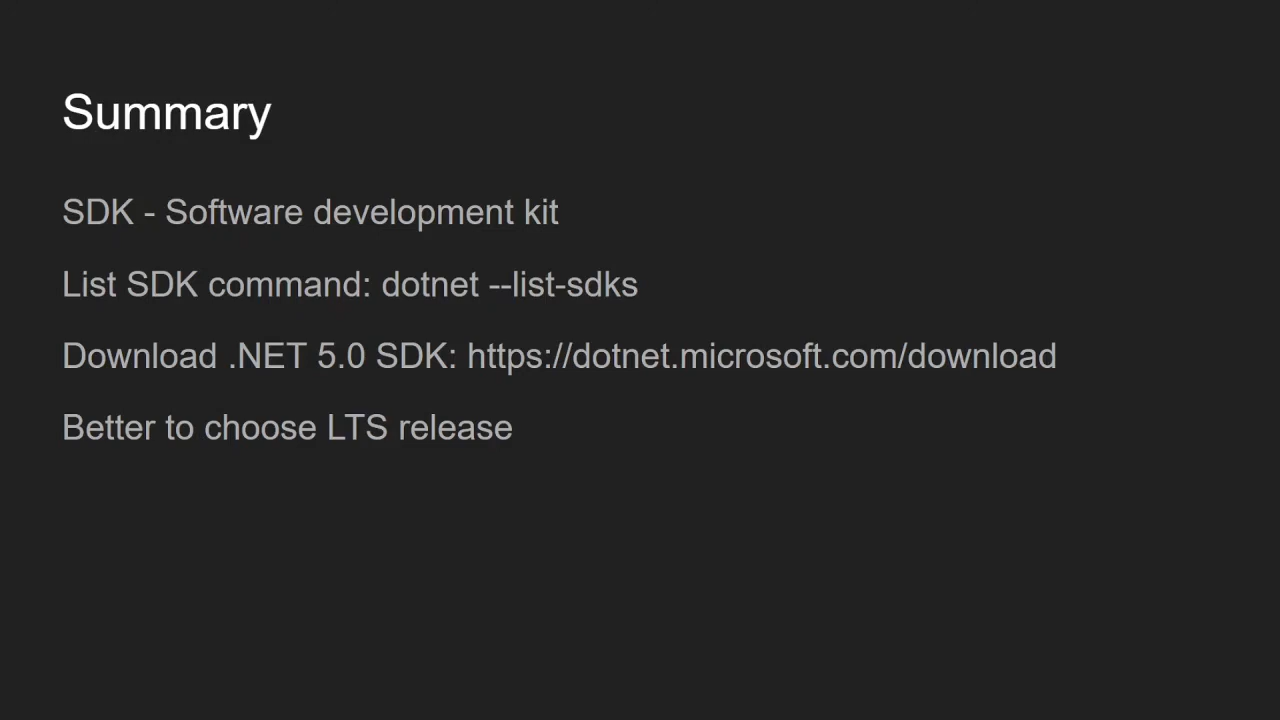 Summary
SDK - Software development kit
List SDK command: dotnet --list-sdks
Download .NET 5.0 SDK: https://dotnet.microsoft.com/download
Better to choose LTS release